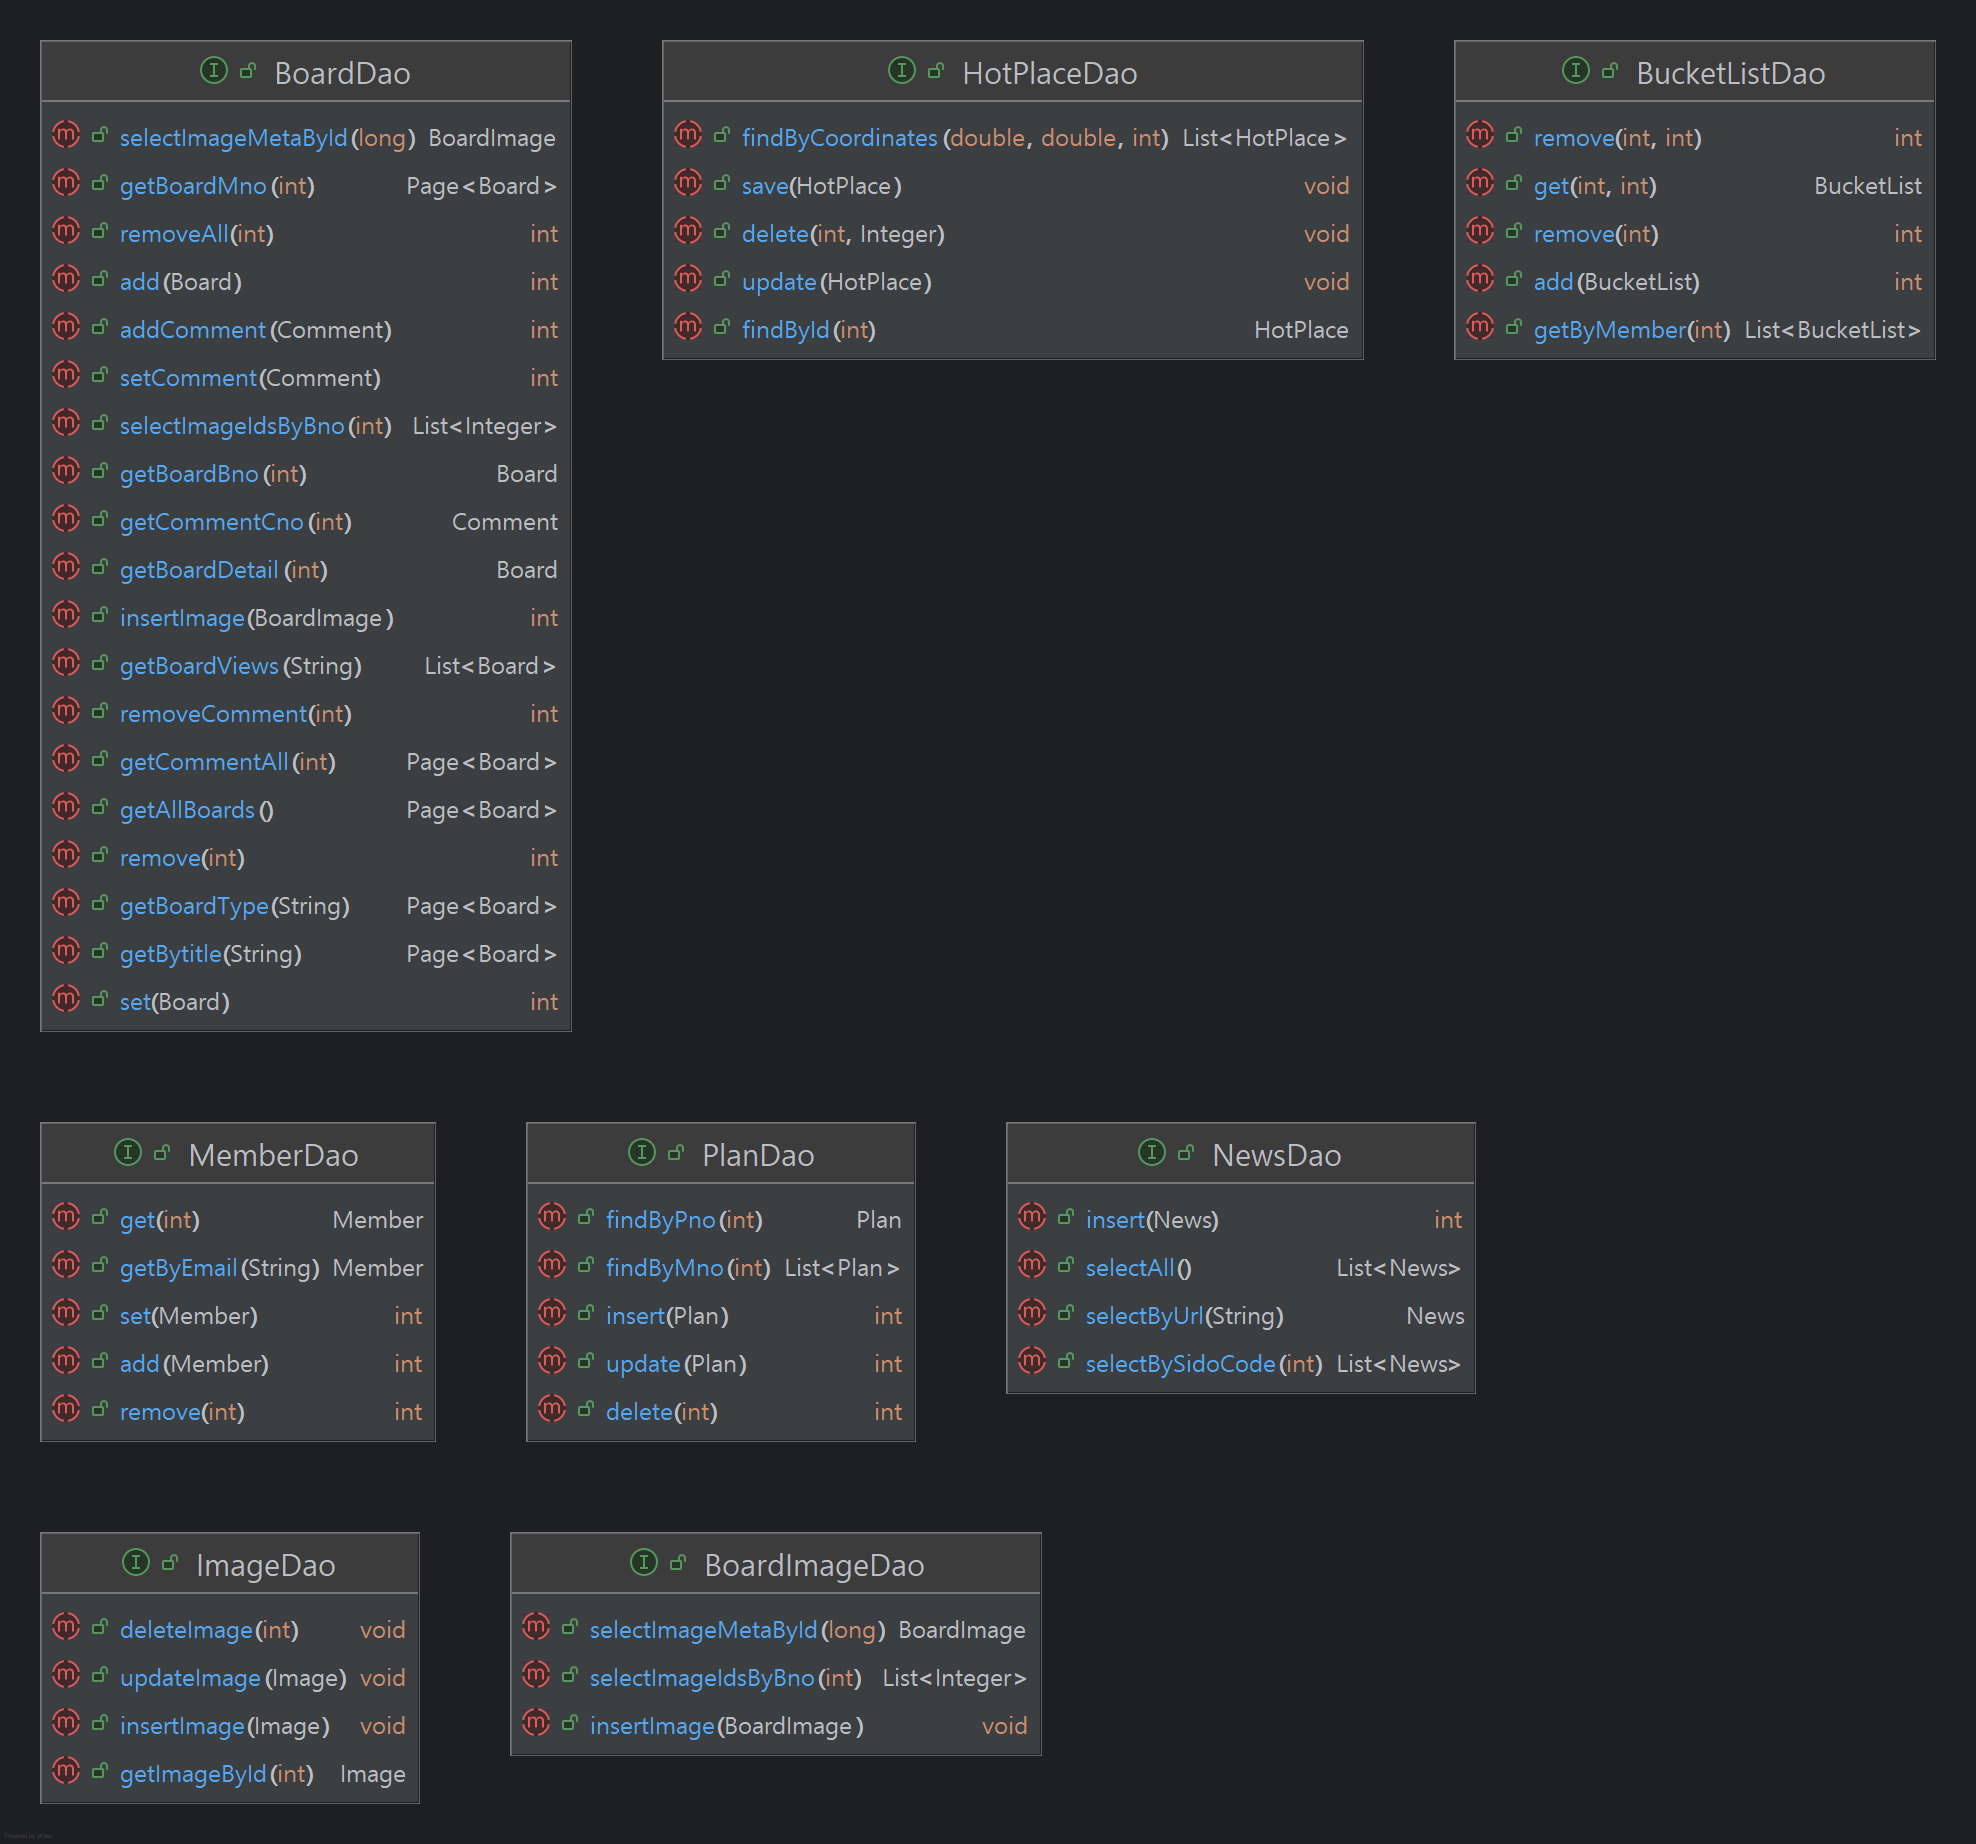 BoardDao
selectImageMetaById(long) BoardImage
getBoardMno(int) Page<Board>
removeAll(int) int
add(Board) int
addComment(Comment) int
setComment(Comment) int
selectImageIdsByBno(int) List<Integer>
getBoardBno(int) Board
getCommentCno(int) Comment
getBoardDetail(int) Board
insertImage(BoardImage) int
getBoardViews(String) List<Board>
removeComment(int) int
getCommentAll(int) Page<Board>
getAllBoards() Page<Board>
remove(int) int
getBoardType(String) Page<Board>
getBytitle(String) Page<Board>
set(Board) int
HotPlaceDao
findByCoordinates(double, double, int) List<HotPlace>
save(HotPlace) void
delete(int, Integer) void
update(HotPlace) void
findById(int) HotPlace
BucketListDao
remove(int, int) int
get(int, int) BucketList
remove(int) int
add(BucketList) int
getByMember(int) List<BucketList>
MemberDao
get(int) Member
getByEmail(String) Member
set(Member) int
add(Member) int
remove(int) int
PlanDao
findByPno(int) Plan
findByMno(int) List<Plan>
insert(Plan) int
update(Plan) int
delete(int) int
NewsDao
insert(News) int
selectAll() List<News>
selectByUrl(String) News
selectBySidoCode(int) List<News>
ImageDao
deleteImage(int) void
updateImage(Image) void
insertImage(Image) void
getImageById(int) Image
BoardImageDao
selectImageMetaById(long) BoardImage
selectImageIdsByBno(int) List<Integer>
insertImage(BoardImage) void
Powered by yFiles